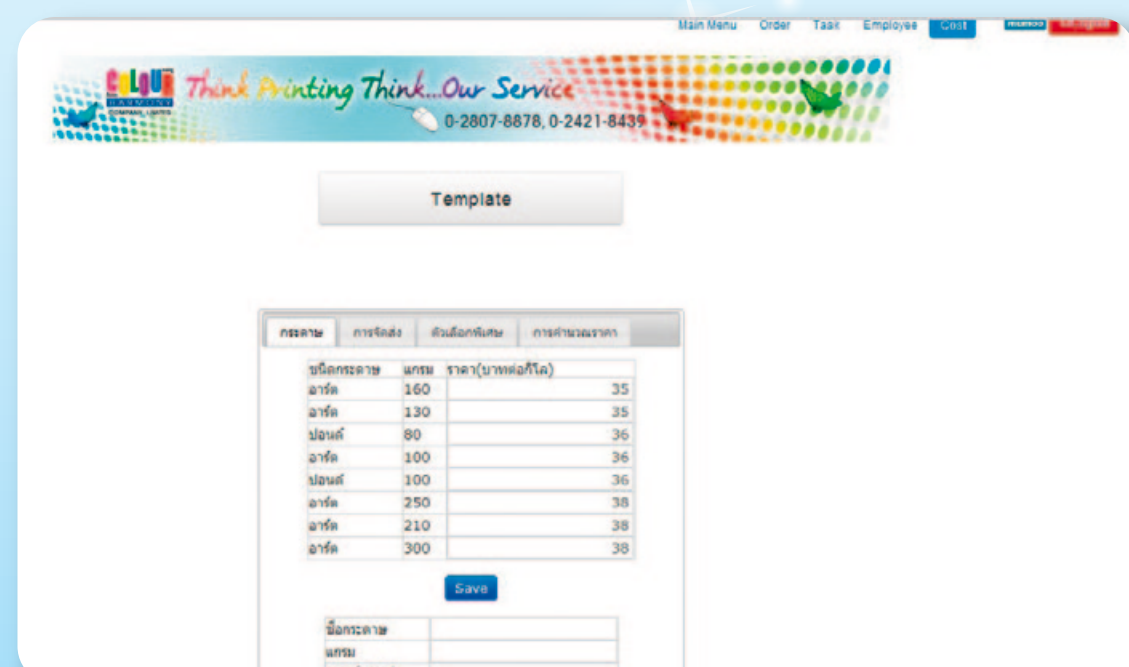 Main Menu Order Task Employee Cost
COLOUR
HARMONY
COMPANY LIMITED
Think Printing Think...Our Service
0-2807-8878, 0-2421-8439
Template
กระดาษ การจัดส่ง ตัวเลือกพิเศษ การคำนวณราคา
ชนิดกระดาษ แกรม ราคา(บาทต่อกิโล)
อาร์ต 160 35
อาร์ต 130 35
ปอนด์ 80 36
อาร์ต 100 36
ปอนด์ 100 36
อาร์ต 250 38
อาร์ต 210 38
อาร์ต 300 38
Save
ชื่อกระดาษ
แกรม